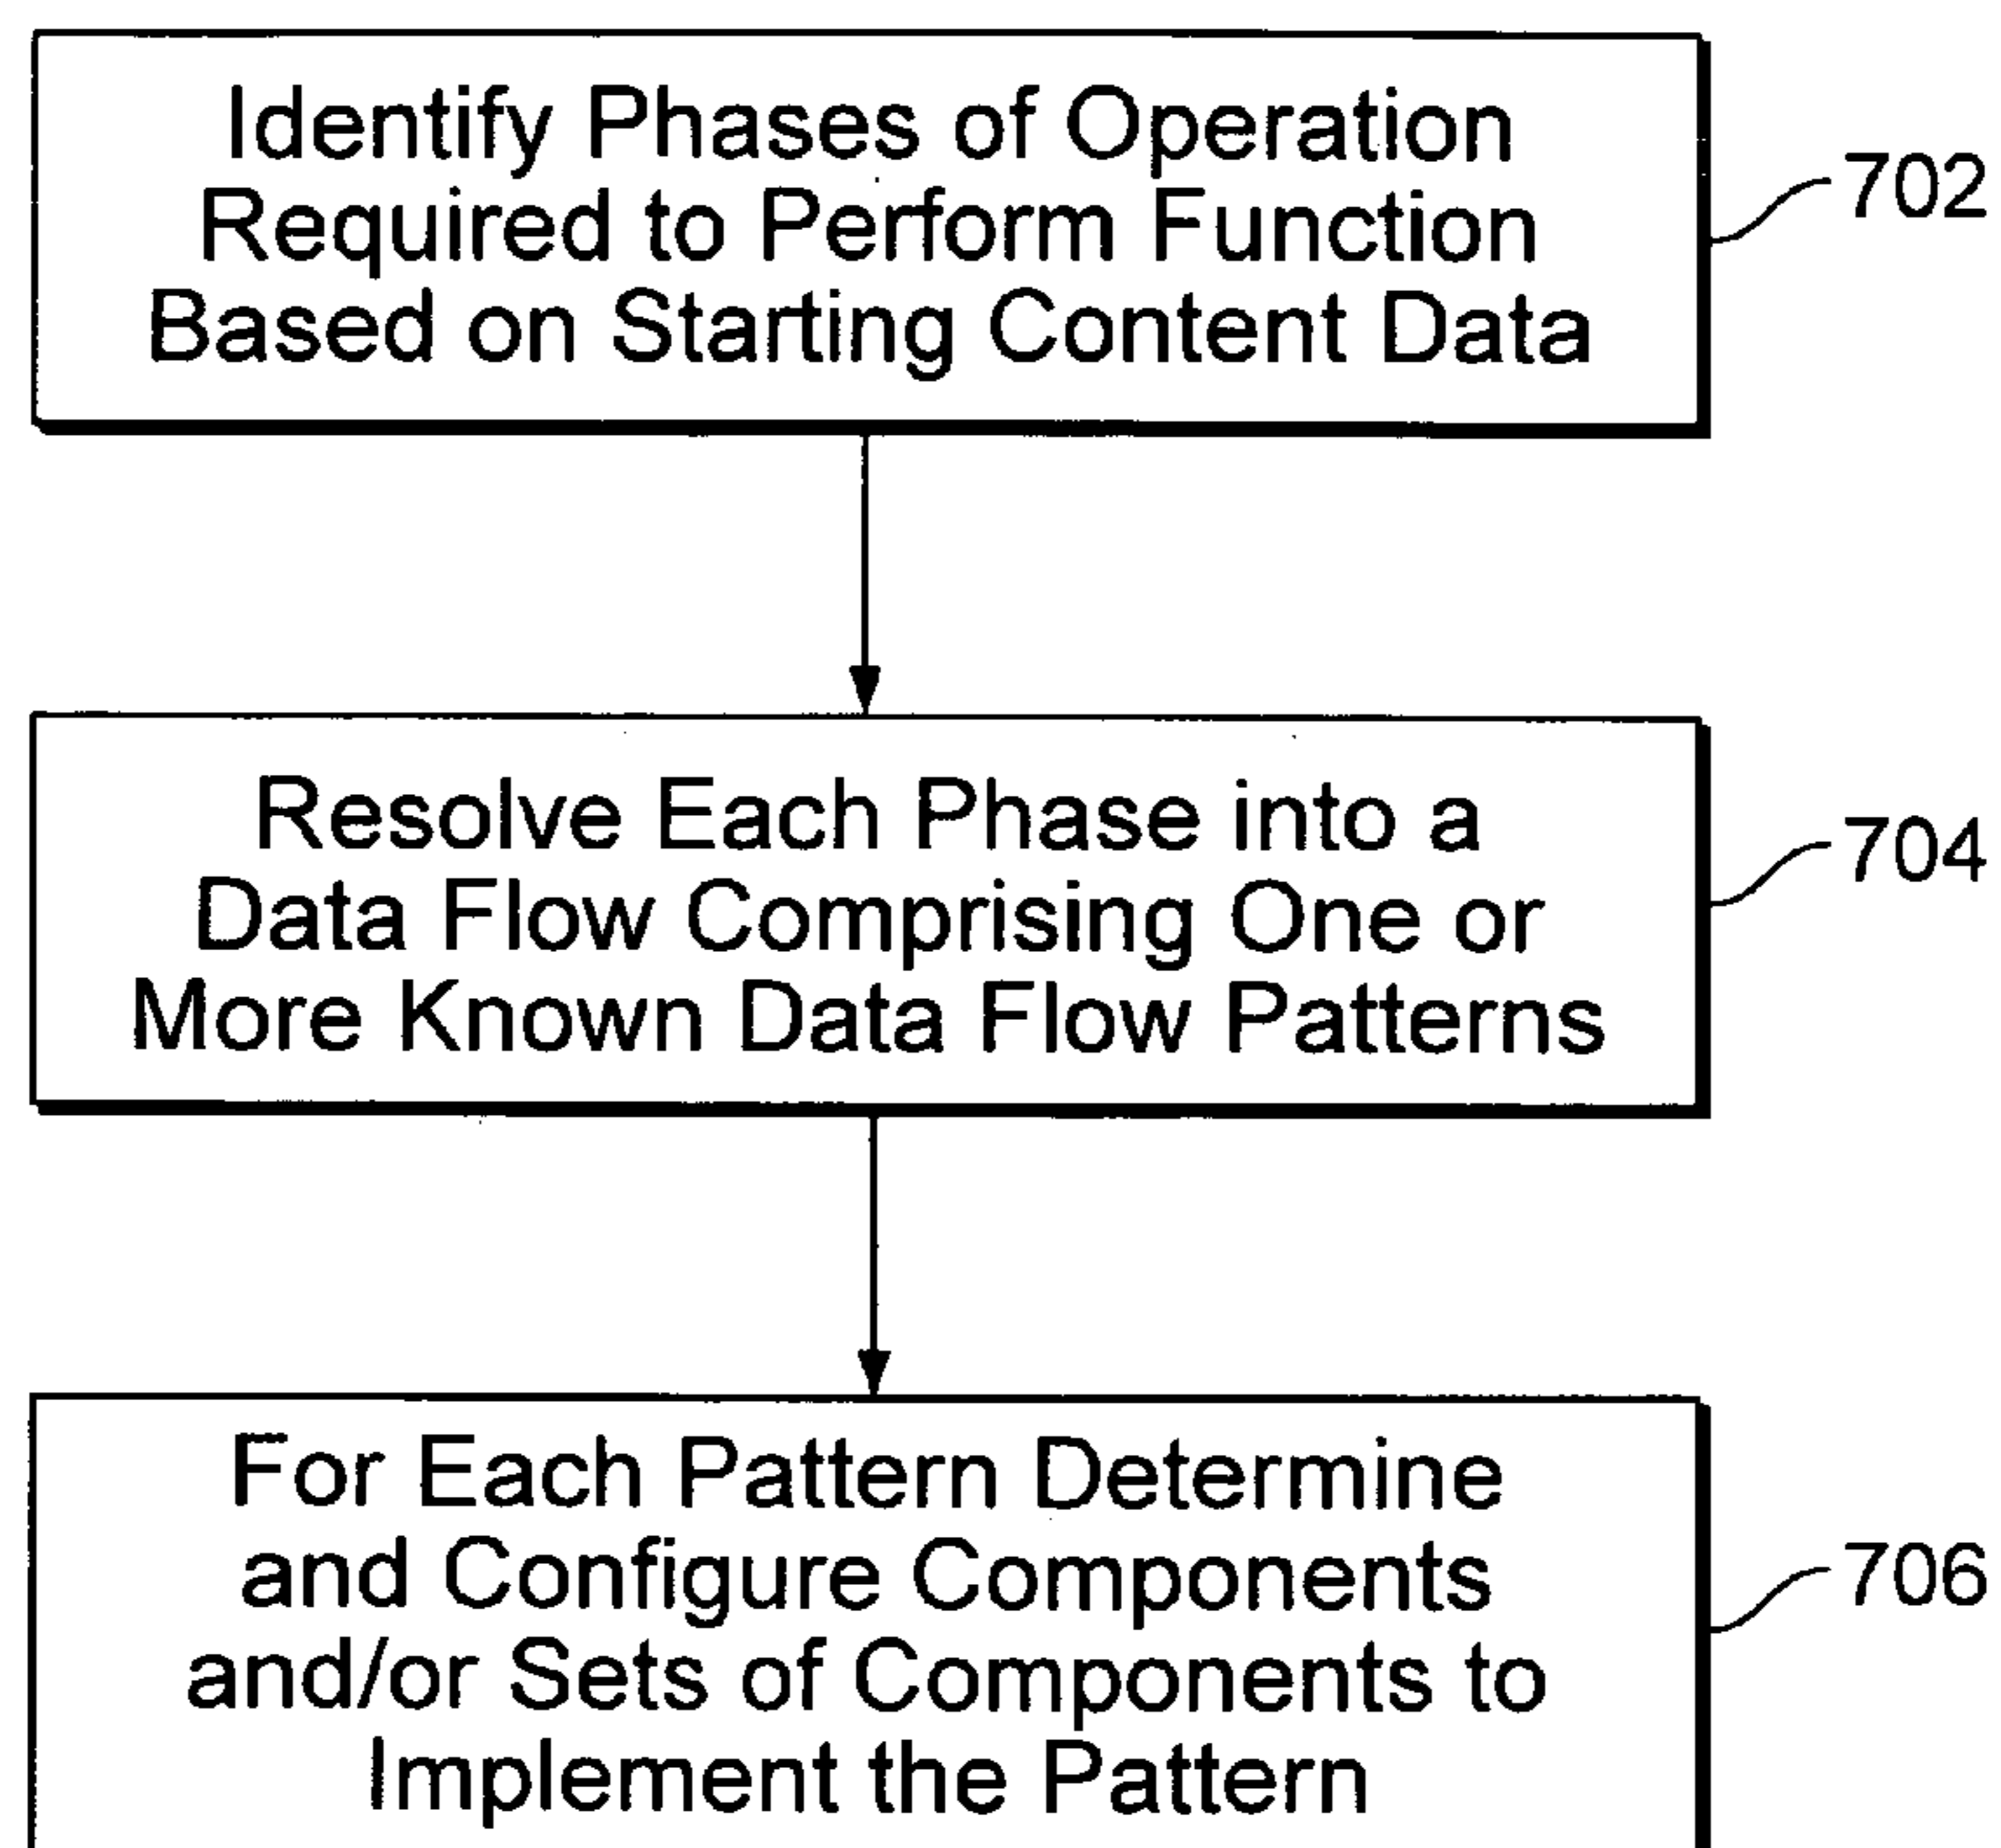 Identify Phases of Operation
Required to Perform Function
Based on Starting Content Data
702
Resolve Each Phase into a
Data Flow Comprising One or
More Known Data Flow Patterns
704
For Each Pattern Determine
and Configure Components
and/or Sets of Components to
Implement the Pattern
706